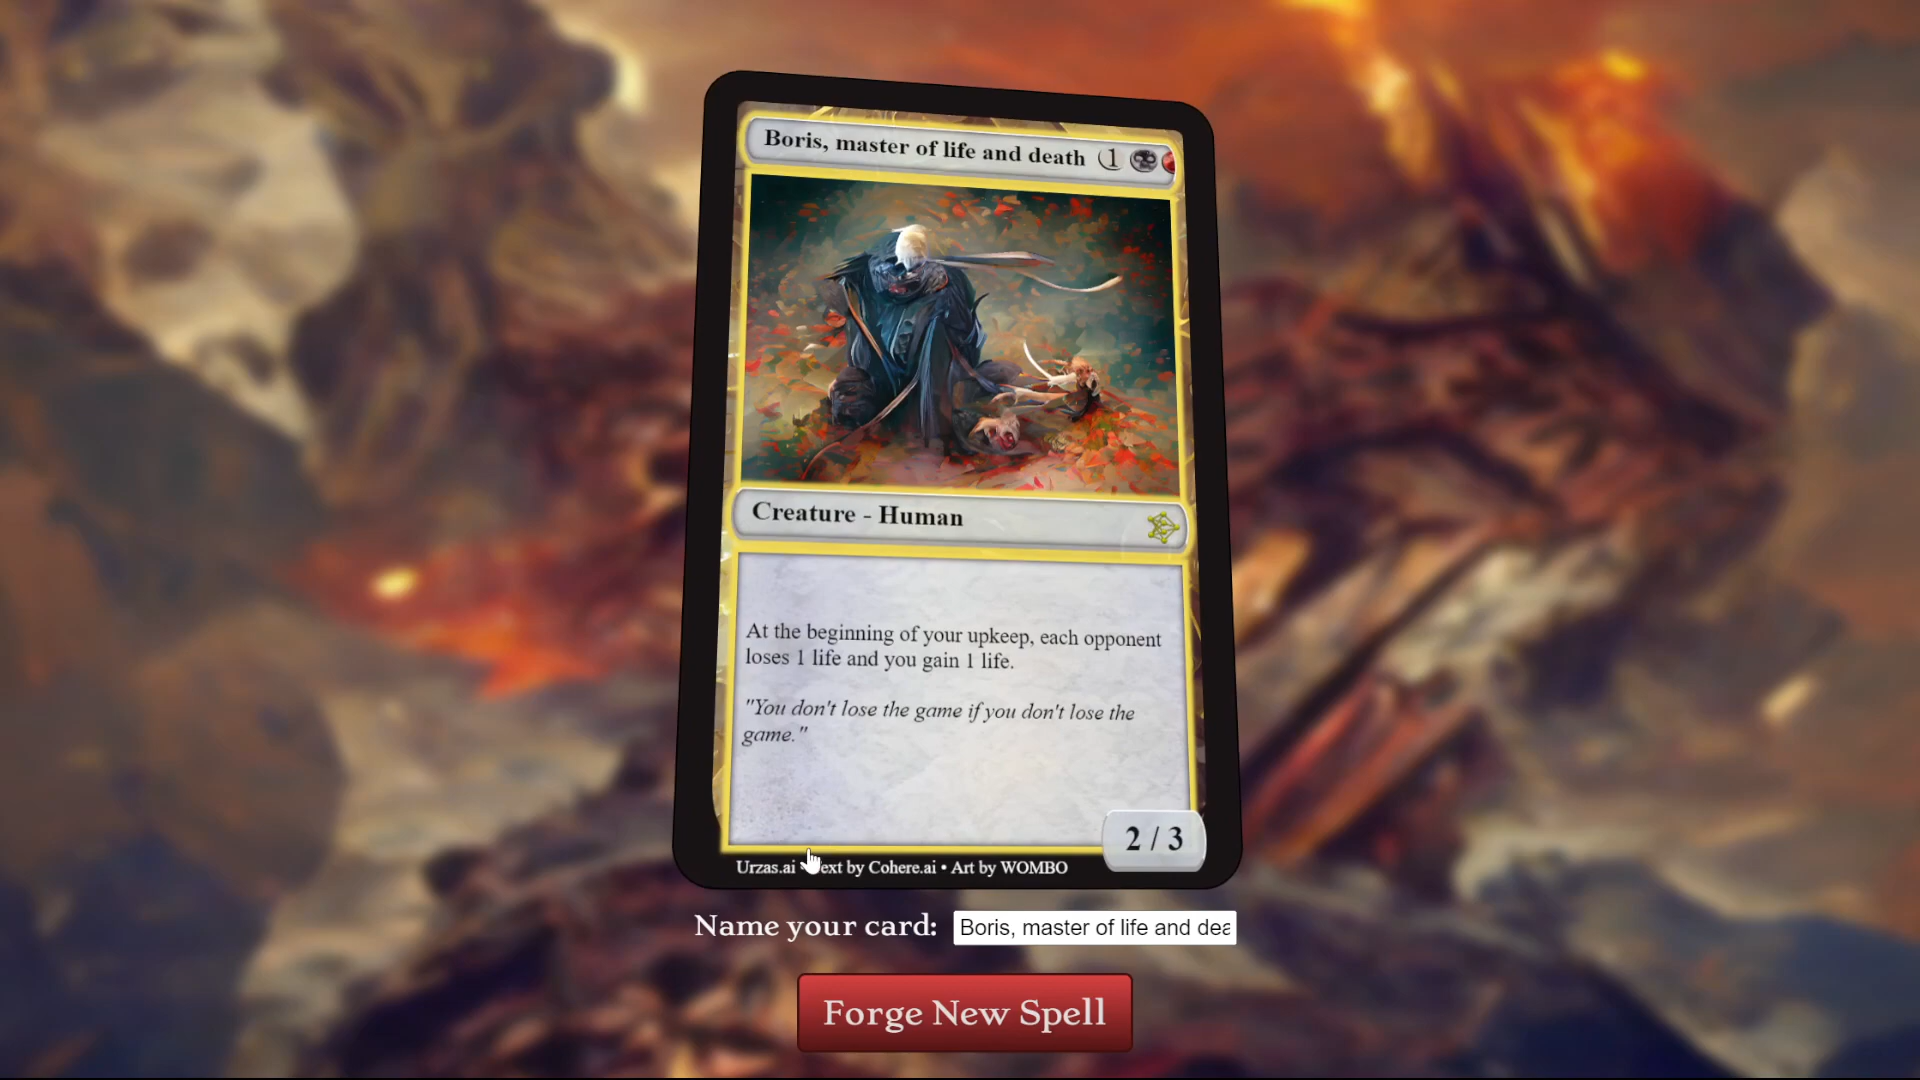 Boris, master of life and death 1
Creature - Human
At the beginning of your upkeep, each opponent
loses 1 life and you gain 1 life.
"You don't lose the game if you don't lose the
game."
2 / 3
Urzas.ai • Text by Cohere.ai • Art by WOMBO
Name your card: Boris, master of life and dea
Forge New Spell